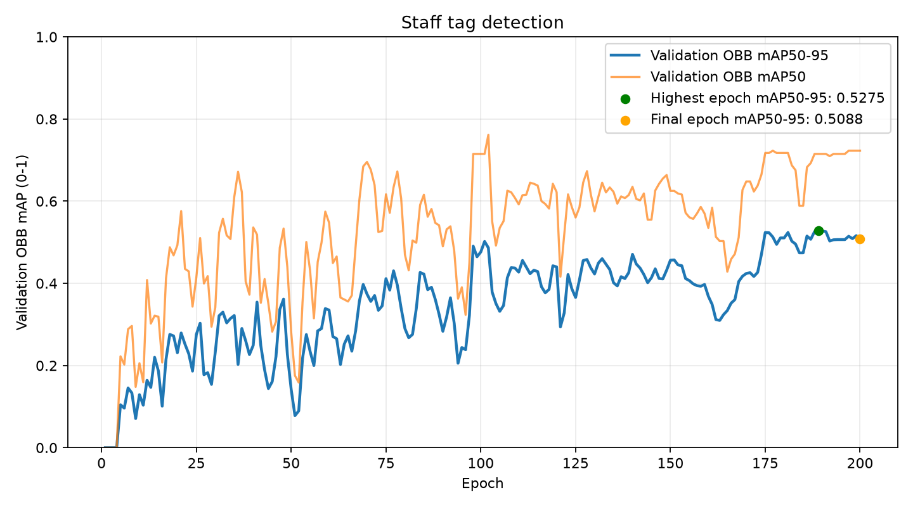 Staff tag detection
Validation OBB mAP50-95
Validation OBB mAP50
Highest epoch mAP50-95: 0.5275
Final epoch mAP50-95: 0.5088
Validation OBB mAP (0-1)
1.0
0.8
0.6
0.4
0.2
0.0
0 25 50 75 100 125 150 175 200
Epoch